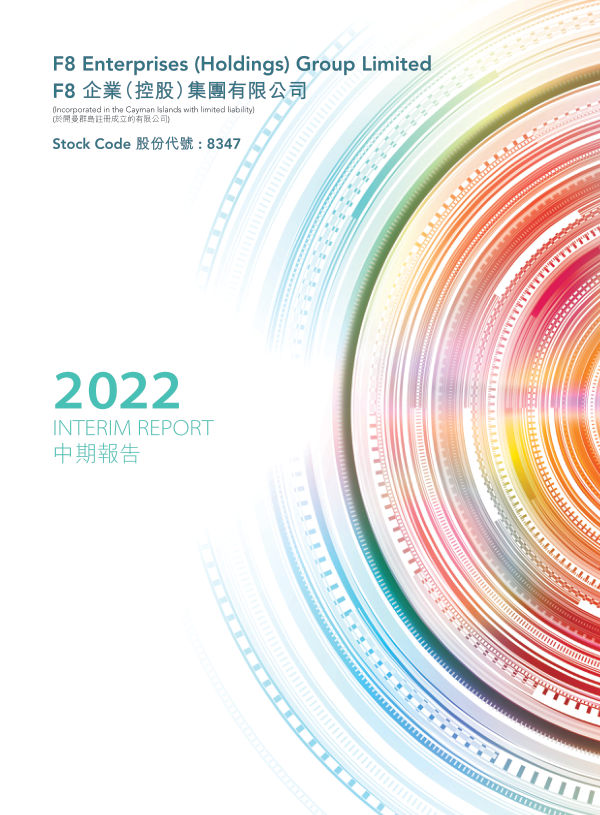 F8 Enterprises (Holdings) Group Limited
F8 企業（控股）集團有限公司
(Incorporated in the Cayman Islands with limited liability)
(於開曼群島註冊成立的有限公司)
Stock Code 股份代號 : 8347
2022
INTERIM REPORT
中期報告